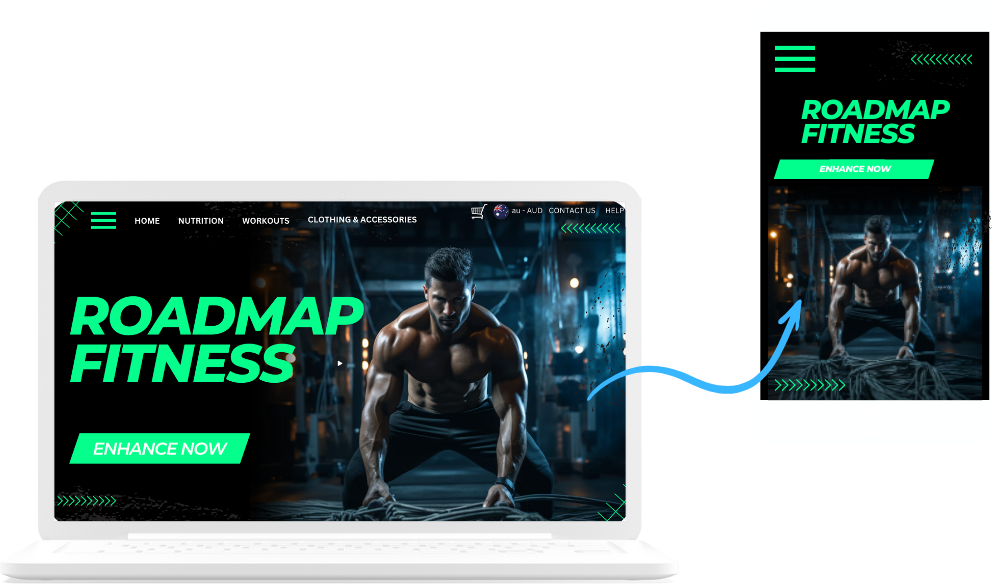 HOME NUTRITION WORKOUTS CLOTHING & ACCESSORIES au - AUD CONTACT US HELP
ROADMAP
FITNESS
ENHANCE NOW
ROADMAP
FITNESS
ENHANCE NOW